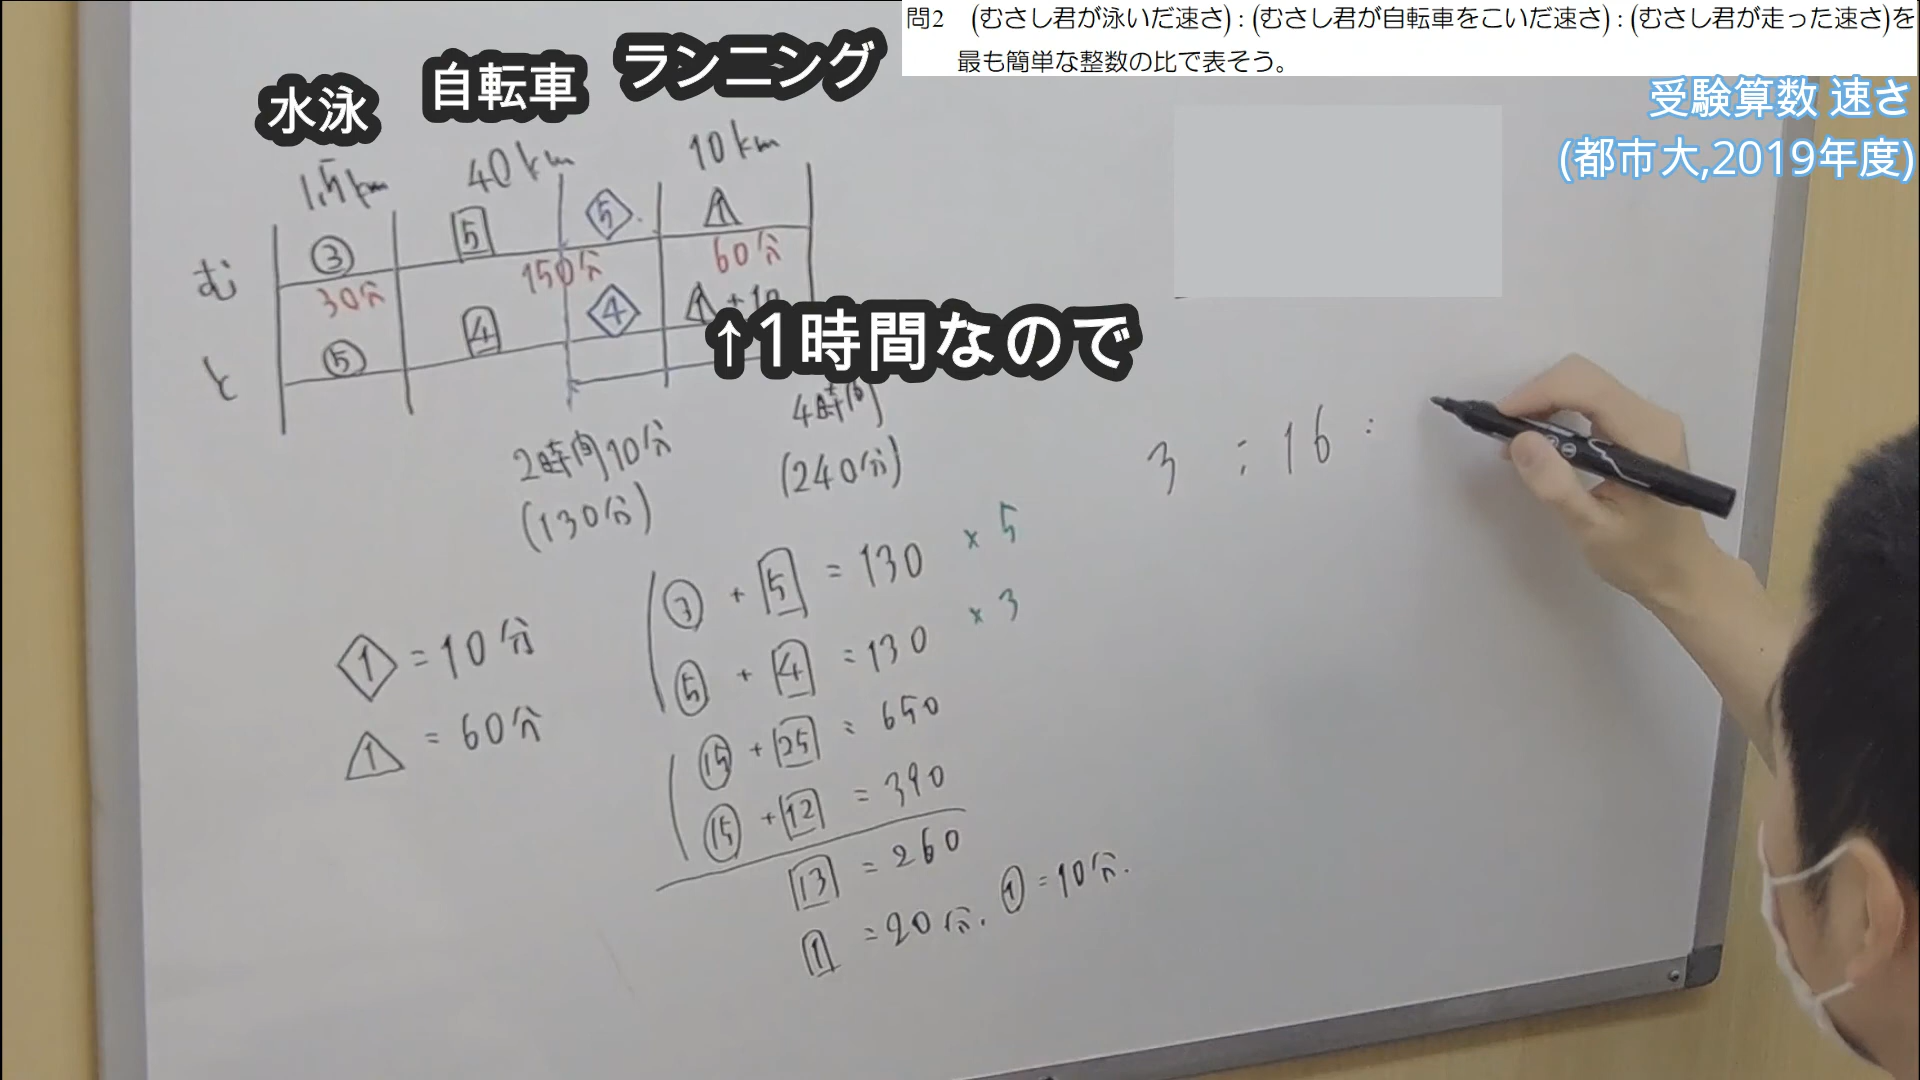 問2 (むさし君が泳いだ速さ) : (むさし君が自転車をこいだ速さ) : (むさし君が走った速さ)を
最も簡単な整数の比で表そう。
受験算数 速さ
(都市大,2019年度)
水泳 自転車 ランニング
1.5km 40km 10km
む ③ 5 5 1
30分 150分 60分
と ⑤ 4 4 1+10
↑1時間なので
2時間10分 4時間
(130分) (240分)
3 : 16 :
③ + 5 = 130 × 5
⑤ + 4 = 130 × 3
⑮ + 25 = 650
⑮ + 12 = 390
13 = 260
1 = 20分. ① = 10分.
1 = 10分
1 = 60分